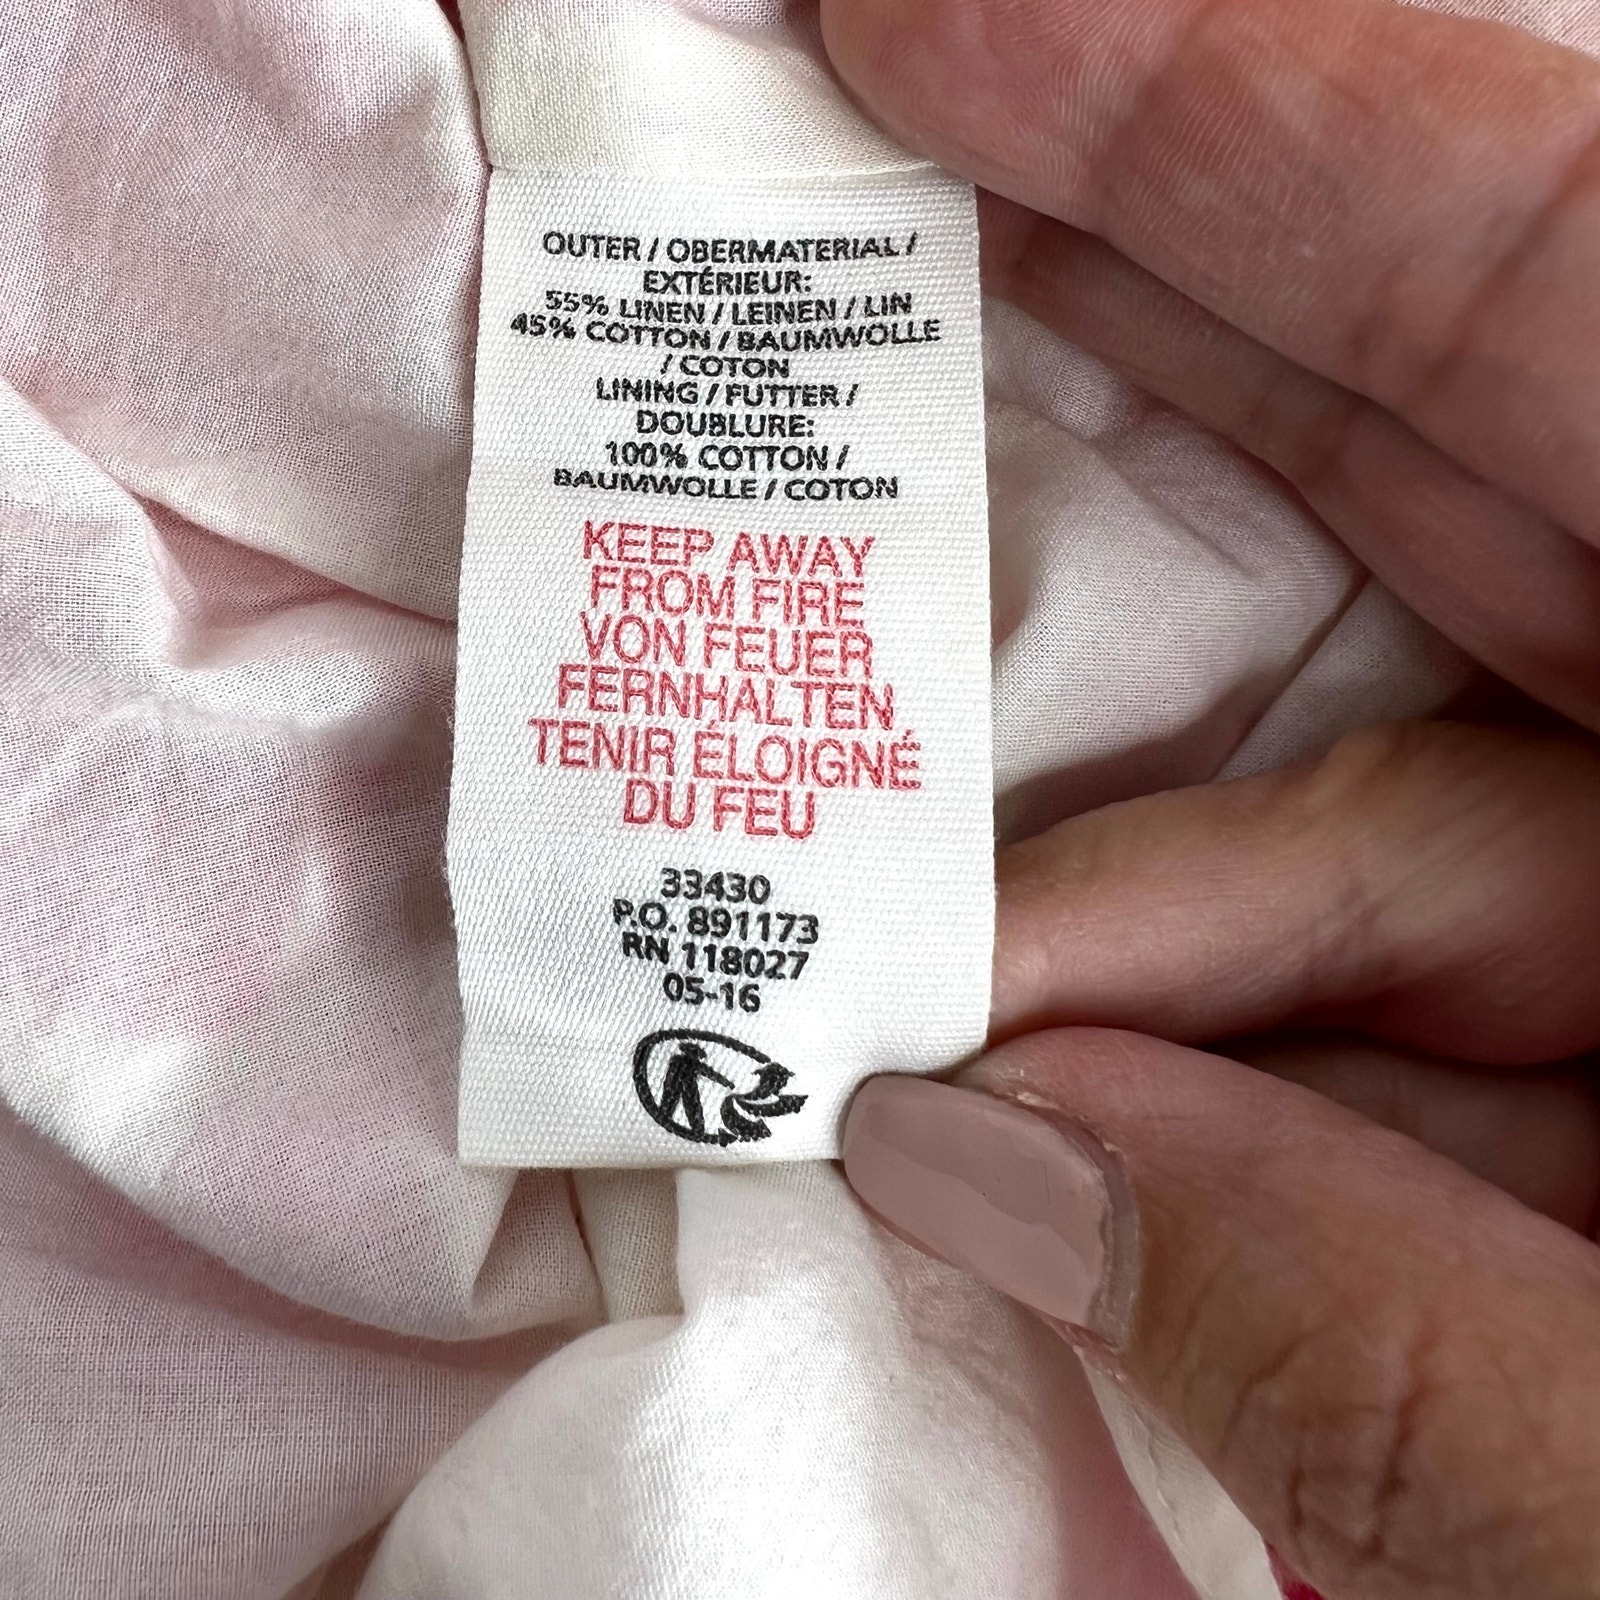 OUTER / OBERMATERIAL /
EXTÉRIEUR:
55% LINEN / LEINEN / LIN
45% COTTON / BAUMWOLLE
/ COTON
LINING / FUTTER /
DOUBLURE:
100% COTTON /
BAUMWOLLE / COTON
KEEP AWAY
FROM FIRE
VON FEUER
FERNHALTEN
TENIR ÉLOIGNÉ
DU FEU
33430
P.O. 891173
RN 118027
05-16